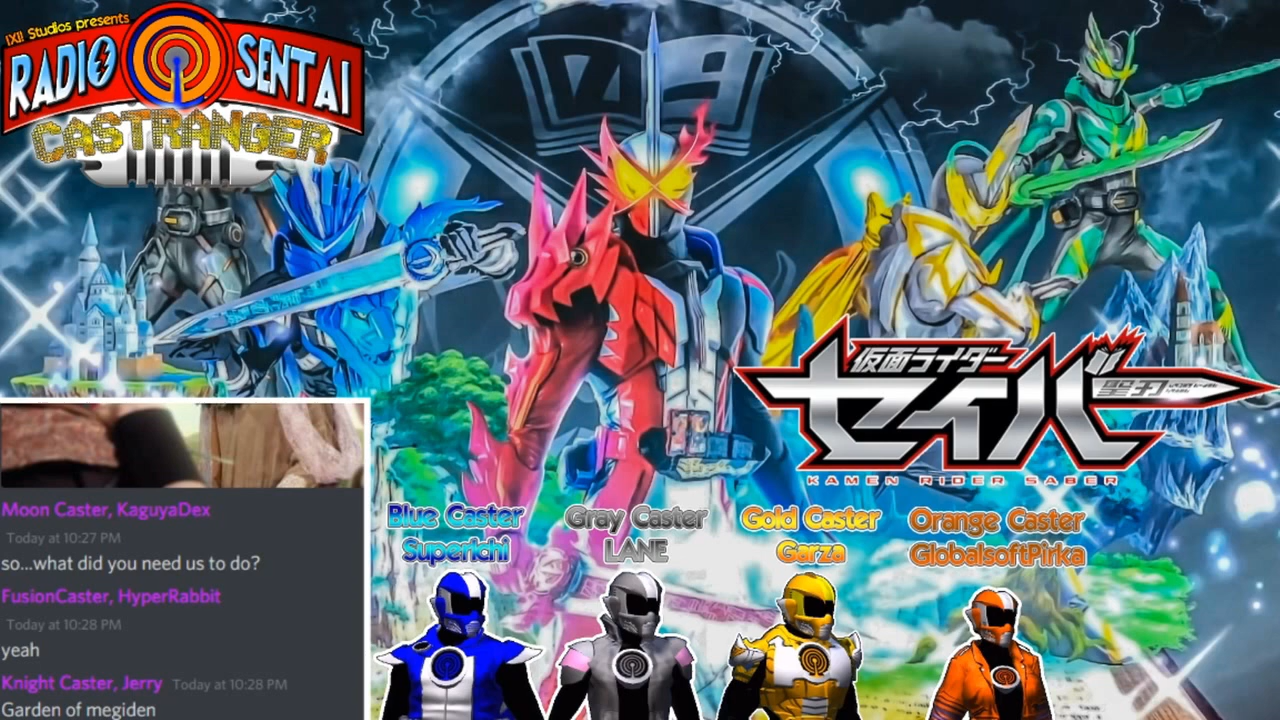 IXII Studios presents
RADIO SENTAI
CASTRANGER
09
仮面ライダー
セイバー
聖刃
KAMEN RIDER SABER
Moon Caster, KaguyaDex
Today at 10:27 PM
so...what did you need us to do?
FusionCaster, HyperRabbit
Today at 10:28 PM
yeah
Knight Caster, Jerry Today at 10:28 PM
Garden of megiden
Blue Caster
Superichi
Gray Caster
LANE
Gold Caster
Garza
Orange Caster
GlobalsoftPirka